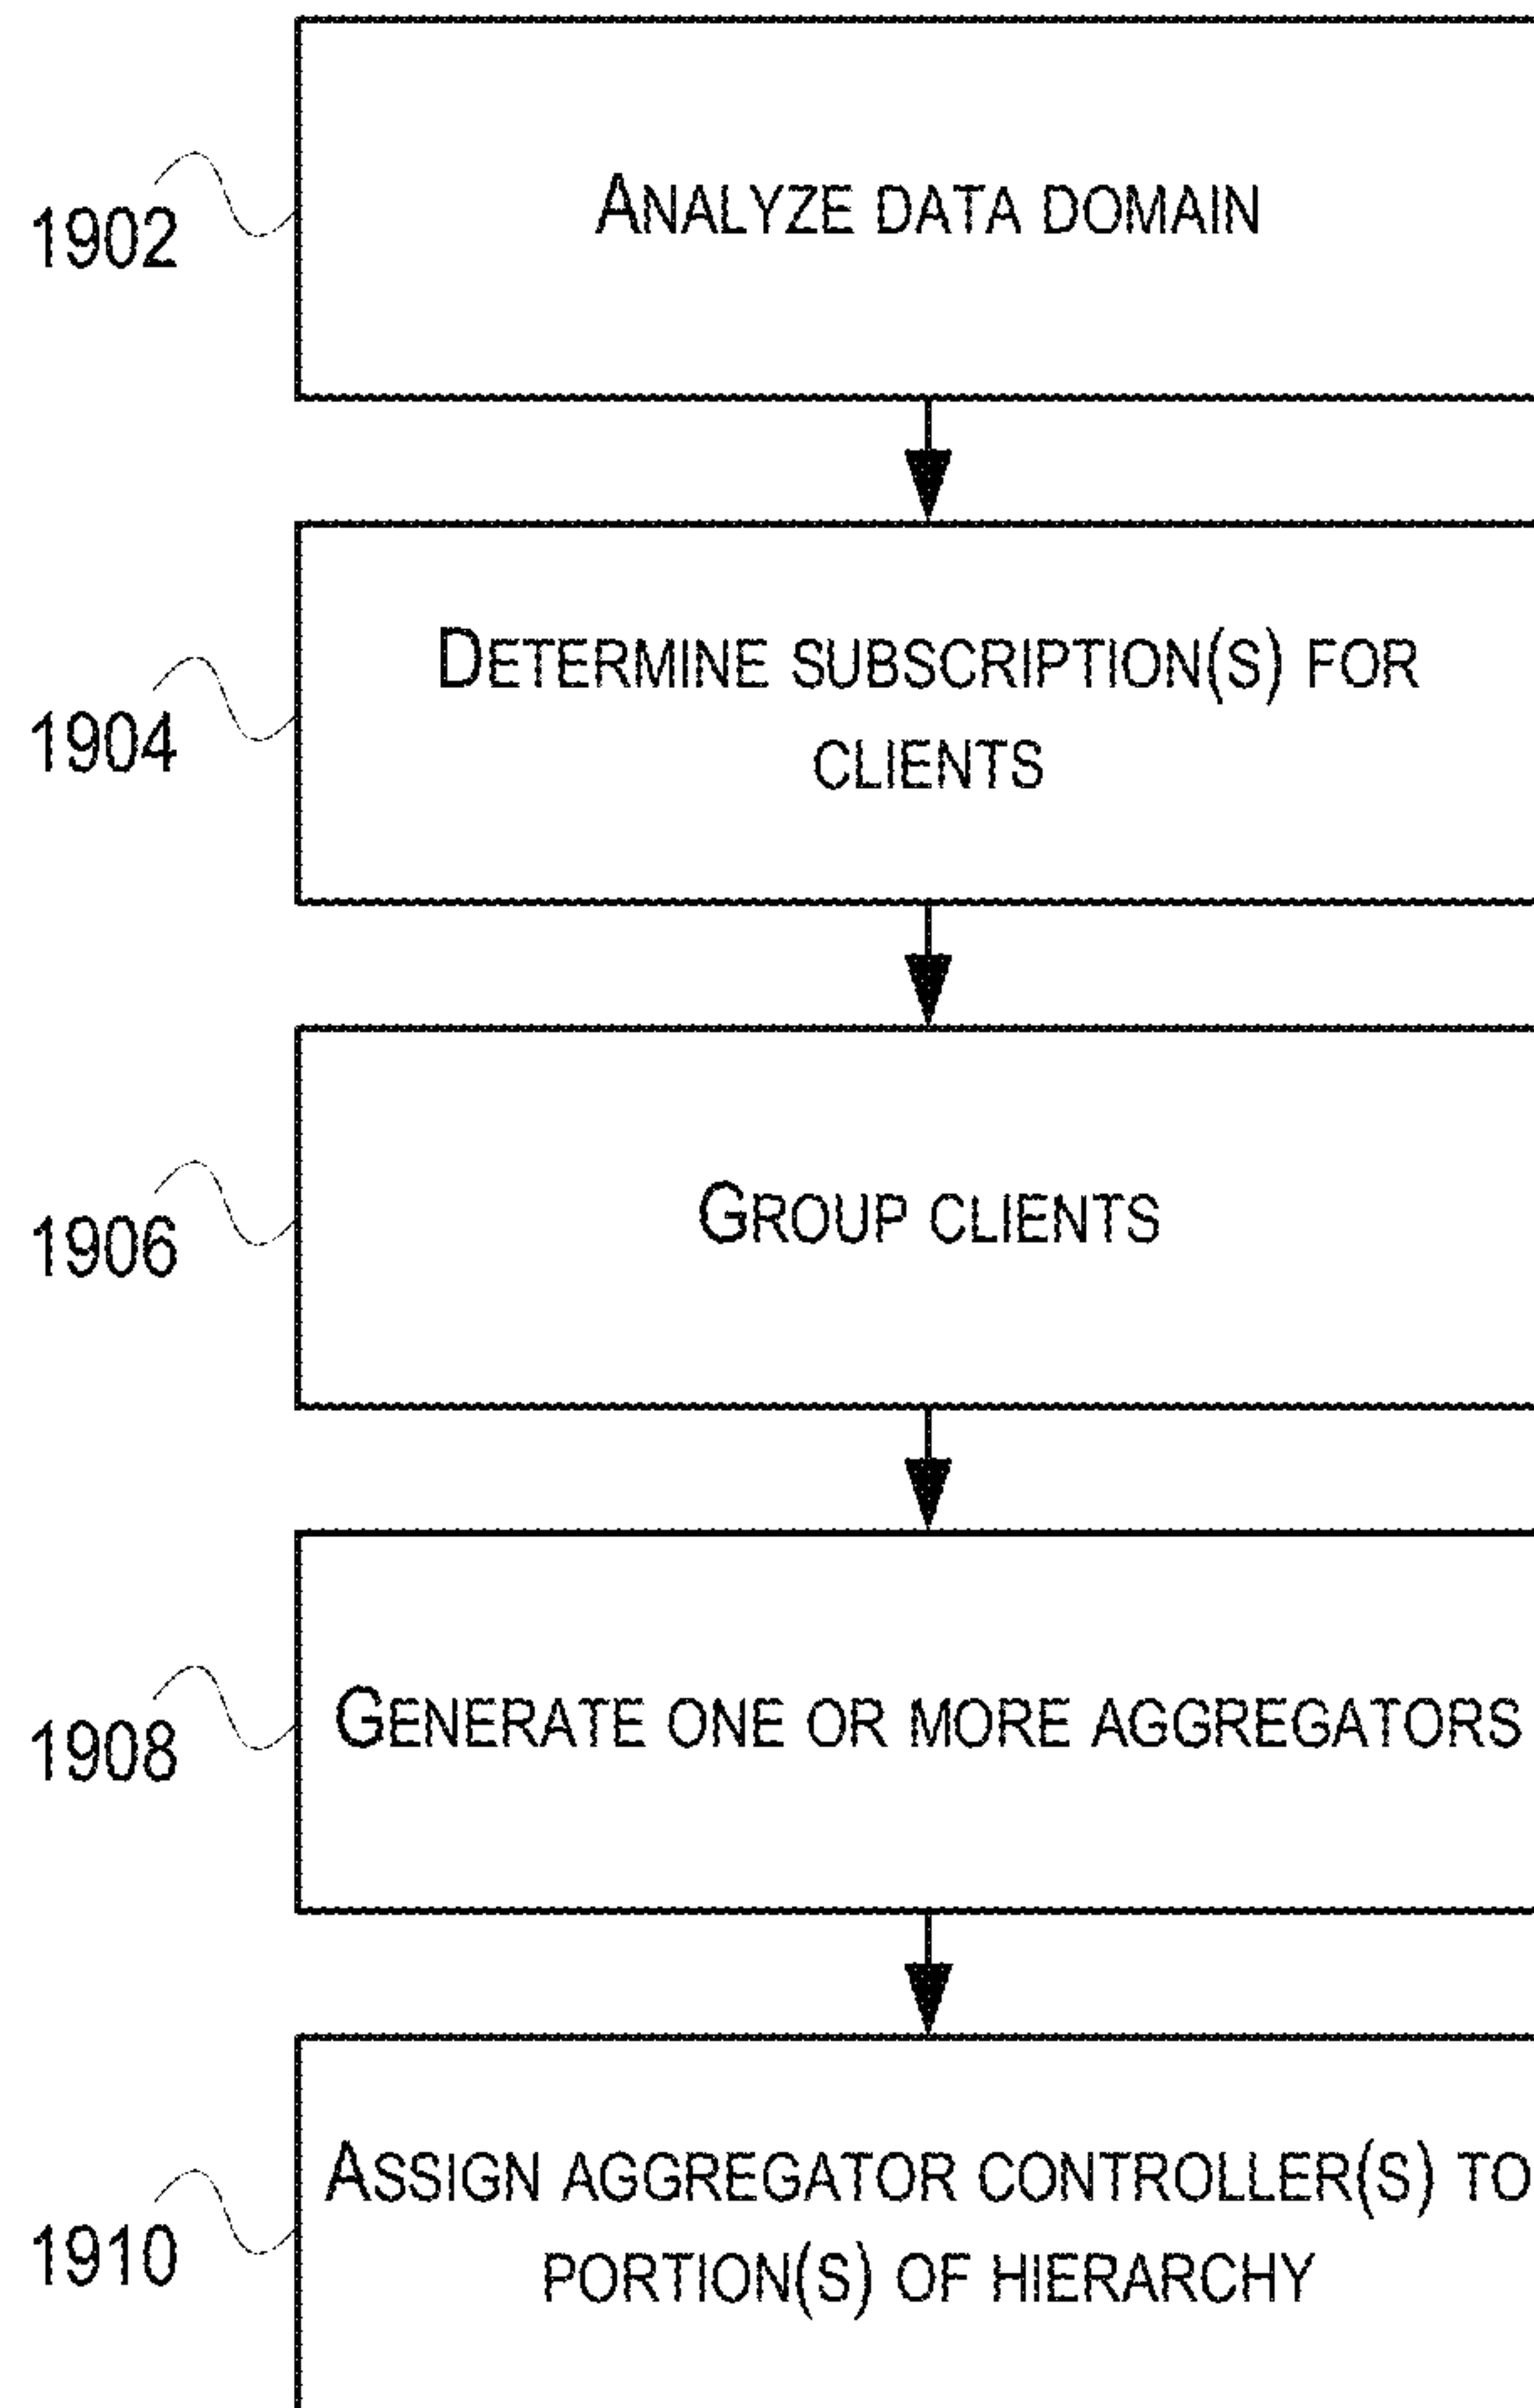 1902
ANALYZE DATA DOMAIN
1904
DETERMINE SUBSCRIPTION(S) FOR
CLIENTS
1906
GROUP CLIENTS
1908
GENERATE ONE OR MORE AGGREGATORS
1910
ASSIGN AGGREGATOR CONTROLLER(S) TO
PORTION(S) OF HIERARCHY